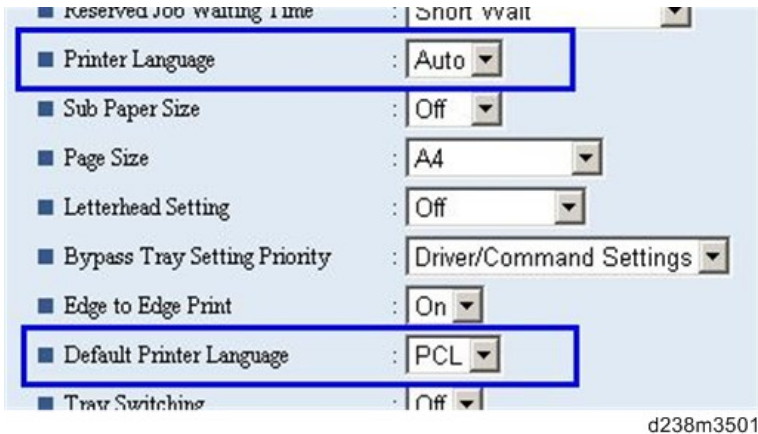 Reserved Job Waiting Time : Short Wait
Printer Language : Auto
Sub Paper Size : Off
Page Size : A4
Letterhead Setting : Off
Bypass Tray Setting Priority : Driver/Command Settings
Edge to Edge Print : On
Default Printer Language : PCL
Tray Switching : Off
d238m3501